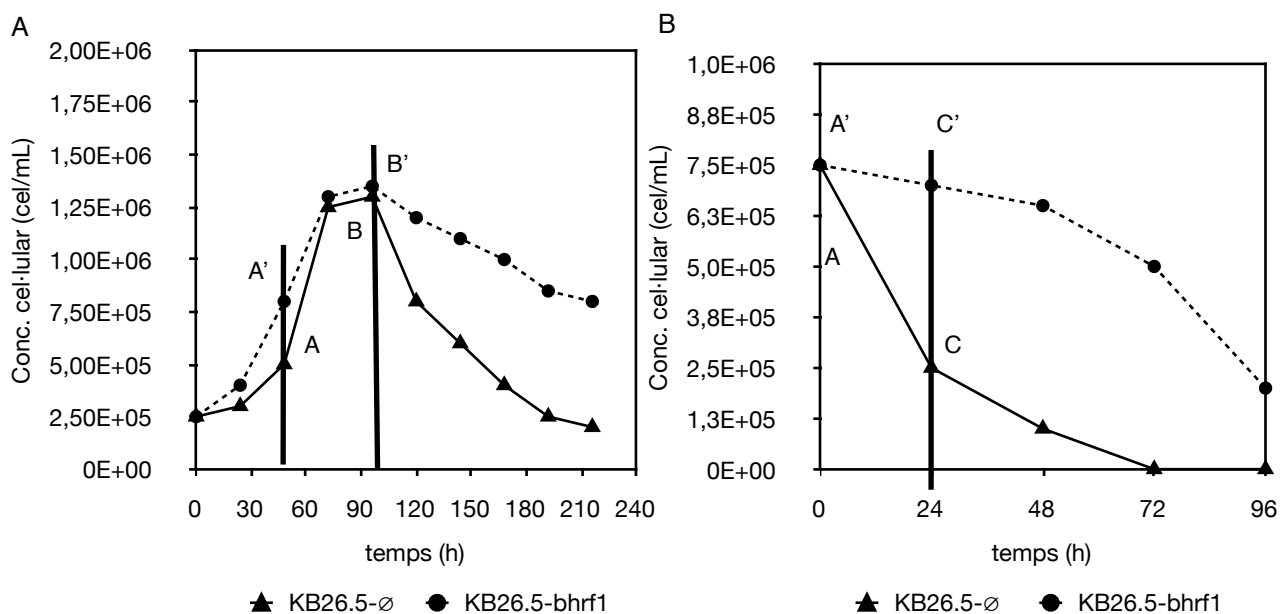 A
2,00E+06
1,75E+06
1,50E+06
1,25E+06
1,00E+06
7,50E+05
5,00E+05
2,50E+05
0E+00
Conc. cel·lular (cel/mL)
A'
A
B'
B
0 30 60 90 120 150 180 210 240
temps (h)
▲ KB26.5-∅ ● KB26.5-bhrf1
B
1,0E+06
8,8E+05
7,5E+05
6,3E+05
5,0E+05
3,8E+05
2,5E+05
1,3E+05
0E+00
Conc. cel·lular (cel/mL)
A'
C'
A
C
0 24 48 72 96
temps (h)
▲ KB26.5-∅ ● KB26.5-bhrf1